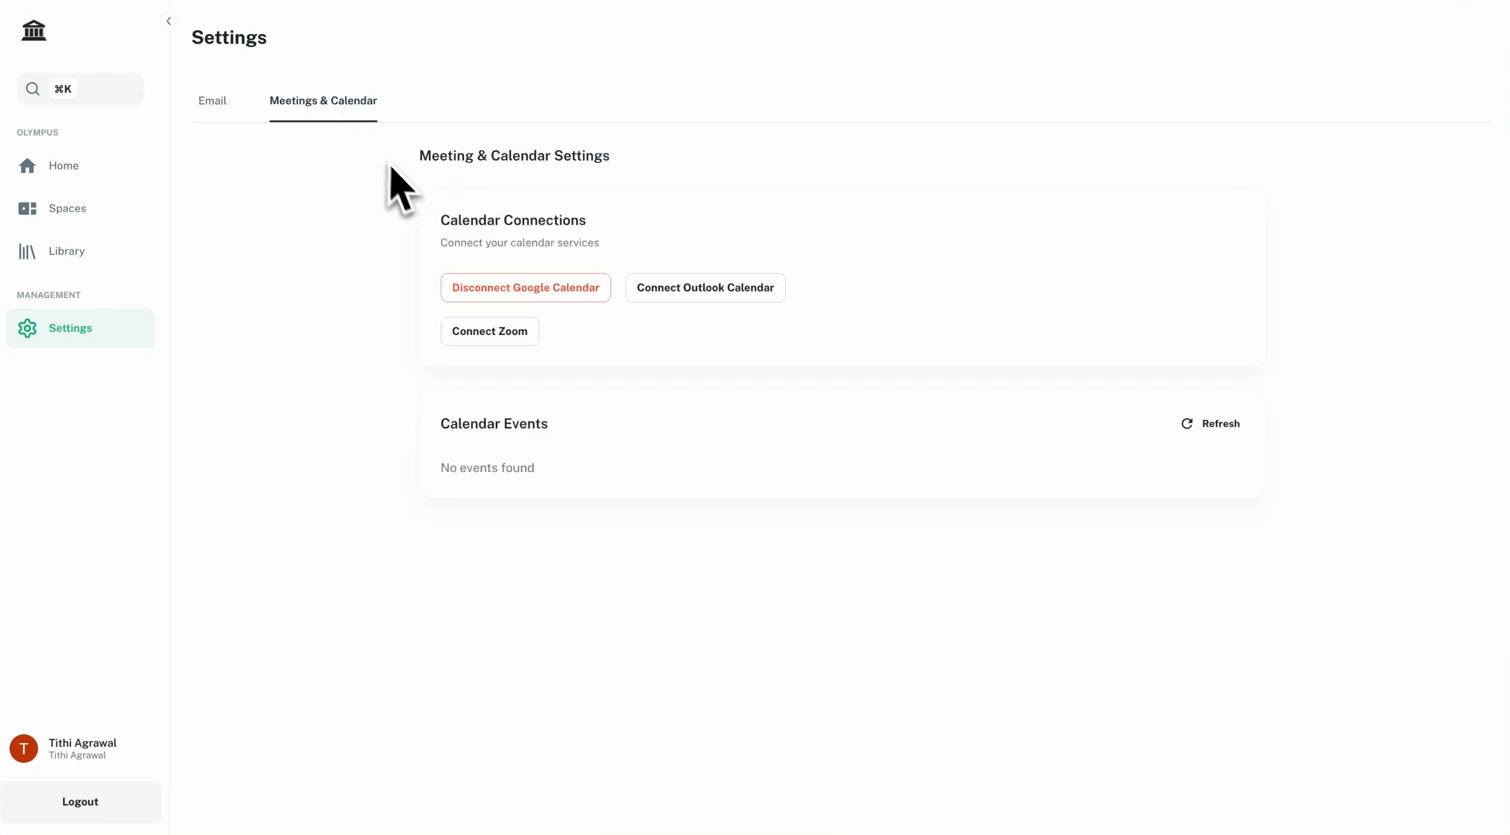 Settings
⌘K
OLYMPUS
Home
Spaces
Library
MANAGEMENT
Settings
Tithi Agrawal
Tithi Agrawal
Logout
Email
Meetings & Calendar
Meeting & Calendar Settings
Calendar Connections
Connect your calendar services
Disconnect Google Calendar
Connect Outlook Calendar
Connect Zoom
Calendar Events
Refresh
No events found
T